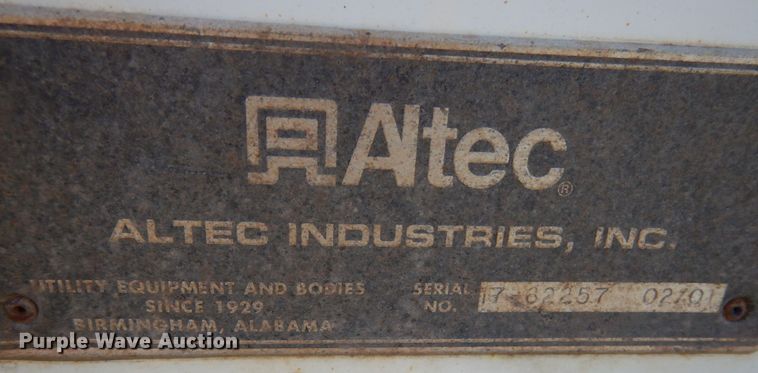 Altec®
ALTEC INDUSTRIES, INC.
UTILITY EQUIPMENT AND BODIES
SINCE 1929
BIRMINGHAM, ALABAMA
SERIAL
NO.
Purple Wave Auction